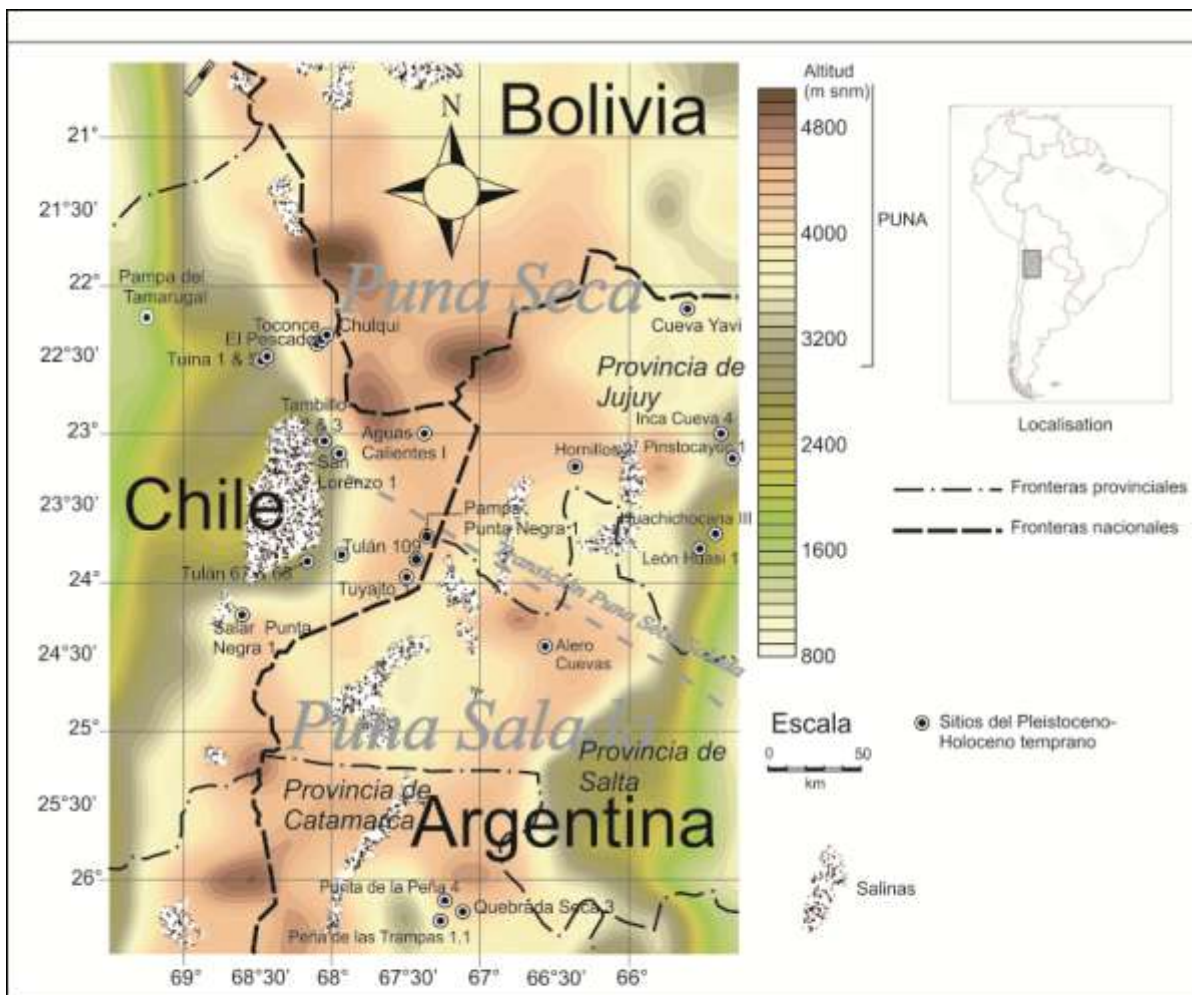 Bolivia
N
Altitud
(m snm)
4800
4000
3200
2400
1600
800
PUNA
21°
21°30'
22°
22°30'
23°
23°30'
24°
24°30'
25°
25°30'
26°
Puna Seca
Pampa del
Tamarugal
Toconce
Chulqui
El Pescador
Tuina 1 & 5
Cueva Yavi
Provincia de
Jujuy
Tambillo
& 3
Aguas
Calientes I
San
Lorenzo 1
Inca Cueva 4
Hornillos
Pinstocayoc 1
Chile
Pampa
Punta Negra 1
Huachichocana III
León Huasi 1
Tulán 109
Tulán 67 & 68
Tuyajto 1
Transición Puna Seca
Salar Punta
Negra 1
Alero
Cuevas
Puna Salada
Provincia de
Salta
Provincia de
Catamarca
Argentina
Punta de la Peña 4
Quebrada Seca 3
Peña de las Trampas 1.1
69°
68°30'
68°
67°30'
67°
66°30'
66°
Localisation
Fronteras provinciales
Fronteras nacionales
Escala
0
50
km
Sitios del Pleistoceno-
Holoceno temprano
Salinas